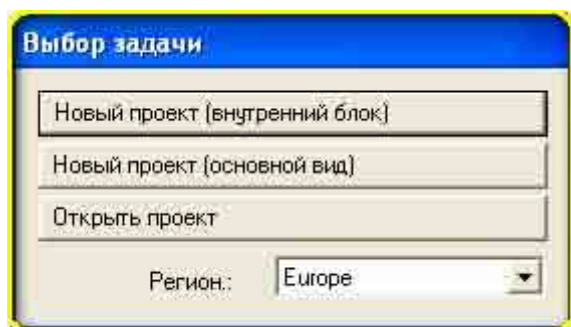 Выбор задачи
Новый проект (внутренний блок)
Новый проект (основной вид)
Открыть проект
Регион.: Europe